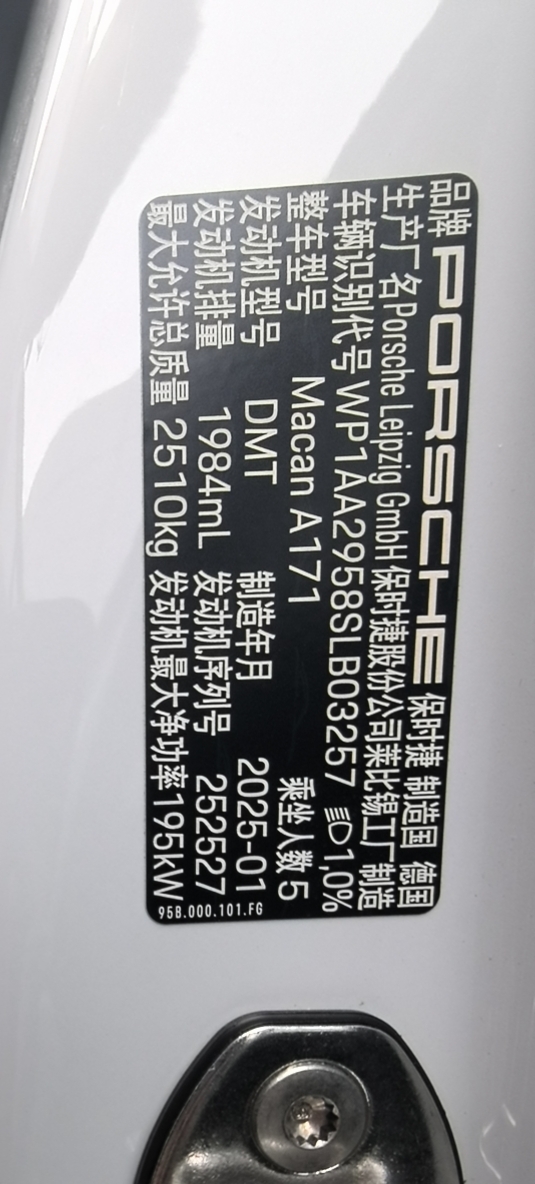 品牌 PORSCHE 保时捷 制造国 德国
生产厂名Porsche Leipzig GmbH 保时捷股份公司莱比锡工厂 制造
车辆识别代号 WP1AA2958SLB03257 1,0%
整车型号 Macan A171 乘坐人数 5
发动机型号 DMT 制造年月 2025-01
发动机排量 1984mL 发动机序列号 252527
最大允许总质量 2510kg 发动机最大净功率195kW
95B.000.101.FG